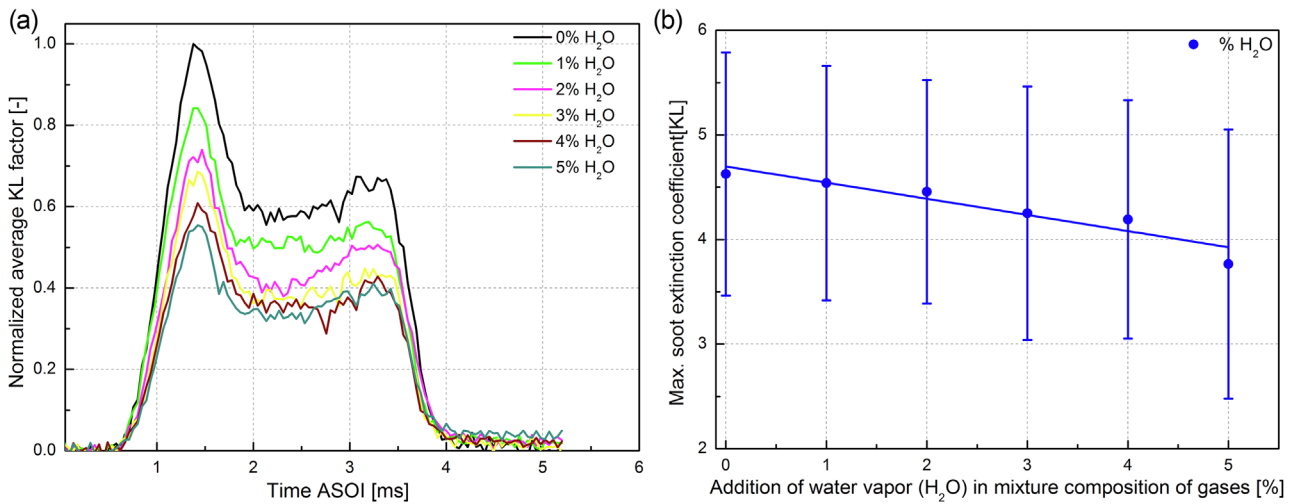 (a)
Normalized average KL factor [-]
1.0
0.8
0.6
0.4
0.2
0.0
0% H₂O
1% H₂O
2% H₂O
3% H₂O
4% H₂O
5% H₂O
1 2 3 4 5 6
Time ASOI [ms]
(b)
Max. soot extinction coefficient[KL]
6
5
4
3
2
% H₂O
0 1 2 3 4 5
Addition of water vapor (H₂O) in mixture composition of gases [%]